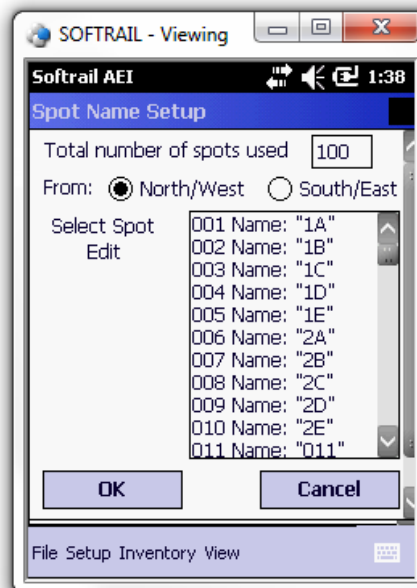 SOFTRAIL - Viewing
Softrail AEI 1:38
Spot Name Setup
Total number of spots used 100
From: North/West South/East
Select Spot
Edit
001 Name: "1A"
002 Name: "1B"
003 Name: "1C"
004 Name: "1D"
005 Name: "1E"
006 Name: "2A"
007 Name: "2B"
008 Name: "2C"
009 Name: "2D"
010 Name: "2E"
011 Name: "011"
OK Cancel
File Setup Inventory View